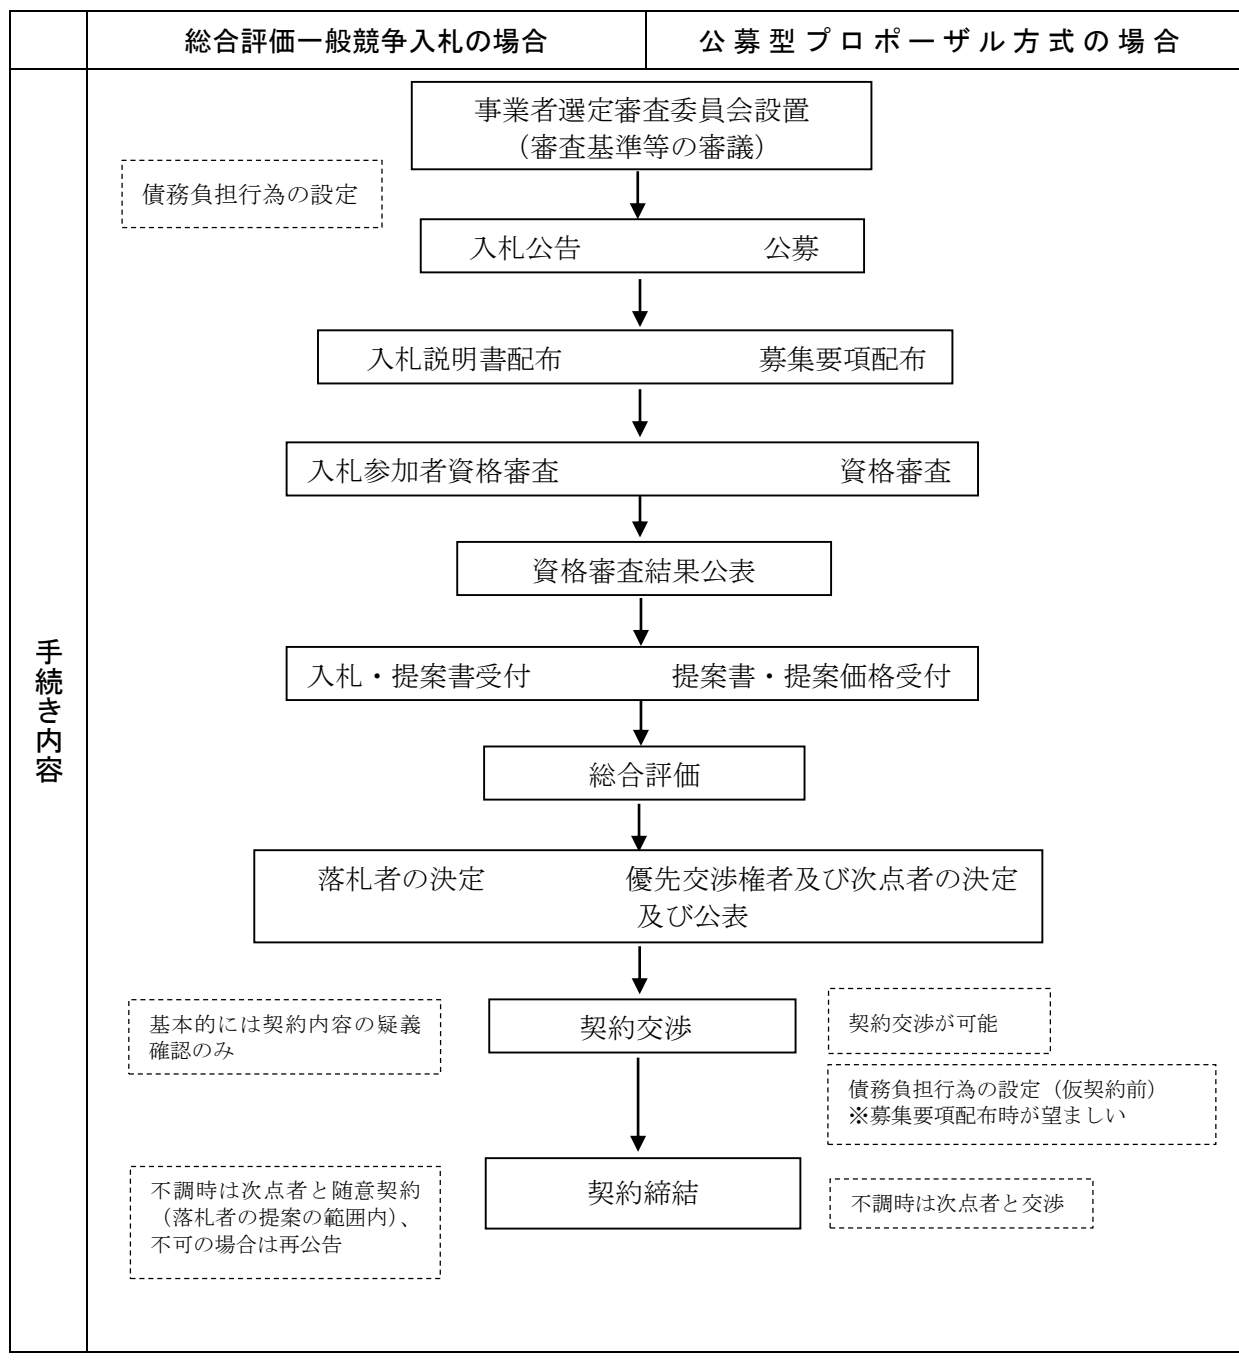 総合評価一般競争入札の場合
公募型プロポーザル方式の場合
手続き内容
事業者選定審査委員会設置
（審査基準等の審議）
債務負担行為の設定
入札公告 公募
入札説明書配布 募集要項配布
入札参加者資格審査 資格審査
資格審査結果公表
入札・提案書受付 提案書・提案価格受付
総合評価
落札者の決定 優先交渉権者及び次点者の決定
及び公表
基本的には契約内容の疑義
確認のみ
契約交渉
契約交渉が可能
債務負担行為の設定（仮契約前）
※募集要項配布時が望ましい
不調時は次点者と随意契約
（落札者の提案の範囲内）、
不可の場合は再公告
契約締結
不調時は次点者と交渉